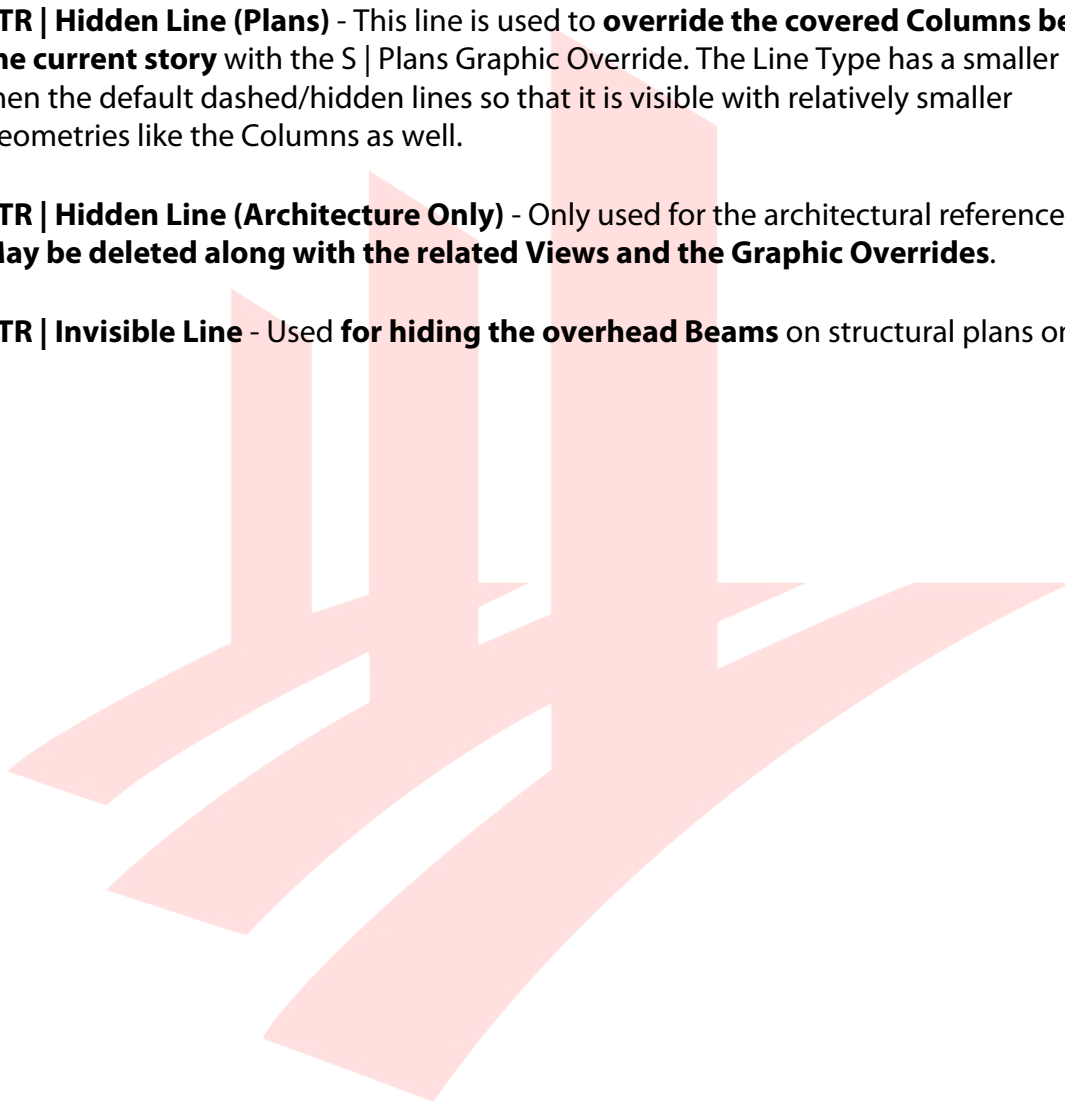 TR | Hidden Line (Plans) - This line is used to override the covered Columns be
he current story with the S | Plans Graphic Override. The Line Type has a smaller
hen the default dashed/hidden lines so that it is visible with relatively smaller
eometries like the Columns as well.
TR | Hidden Line (Architecture Only) - Only used for the architectural reference
May be deleted along with the related Views and the Graphic Overrides.
TR | Invisible Line - Used for hiding the overhead Beams on structural plans or